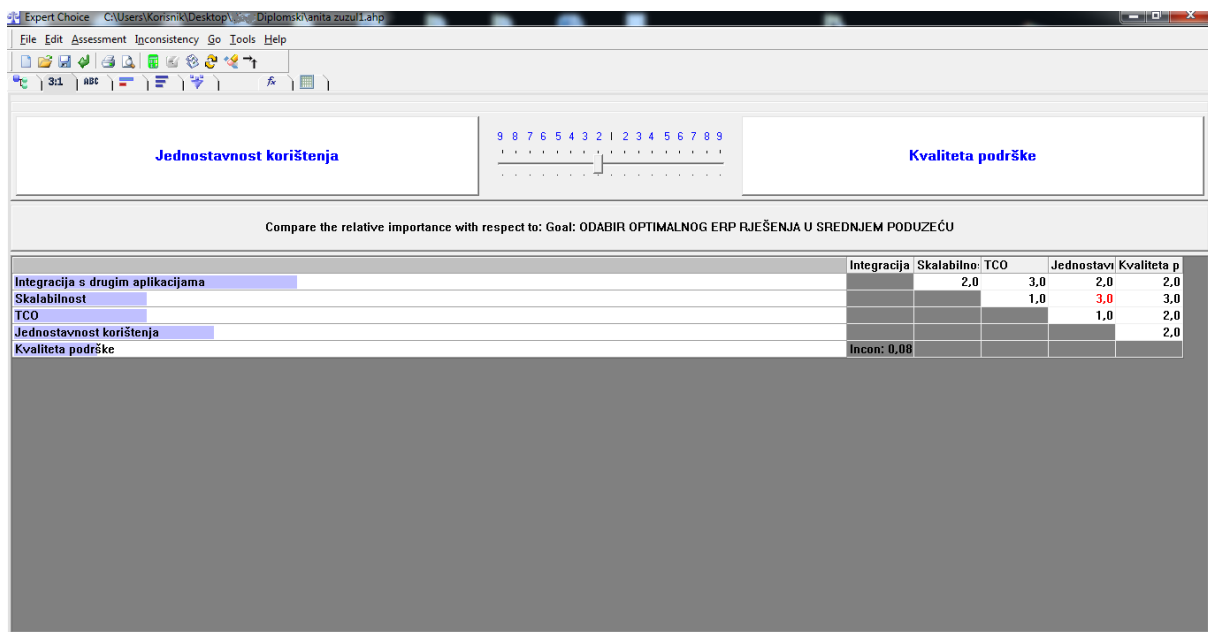 Expert Choice C:\Users\Korisnik\Desktop\ Diplomski\anita zuzul1.ahp
File Edit Assessment Inconsistency Go Tools Help
3:1 ABC fx
Jednostavnost korištenja
9 8 7 6 5 4 3 2 1 2 3 4 5 6 7 8 9
Kvaliteta podrške
Compare the relative importance with respect to: Goal: ODABIR OPTIMALNOG ERP RJEŠENJA U SREDNJEM PODUZEĆU
Integracija Skalabilno: TCO Jednostavı Kvaliteta p
Integracija s drugim aplikacijama 2,0 3,0 2,0 2,0
Skalabilnost 1,0 3,0 3,0
TCO 1,0 2,0
Jednostavnost korištenja 2,0
Kvaliteta podrške Incon: 0,08